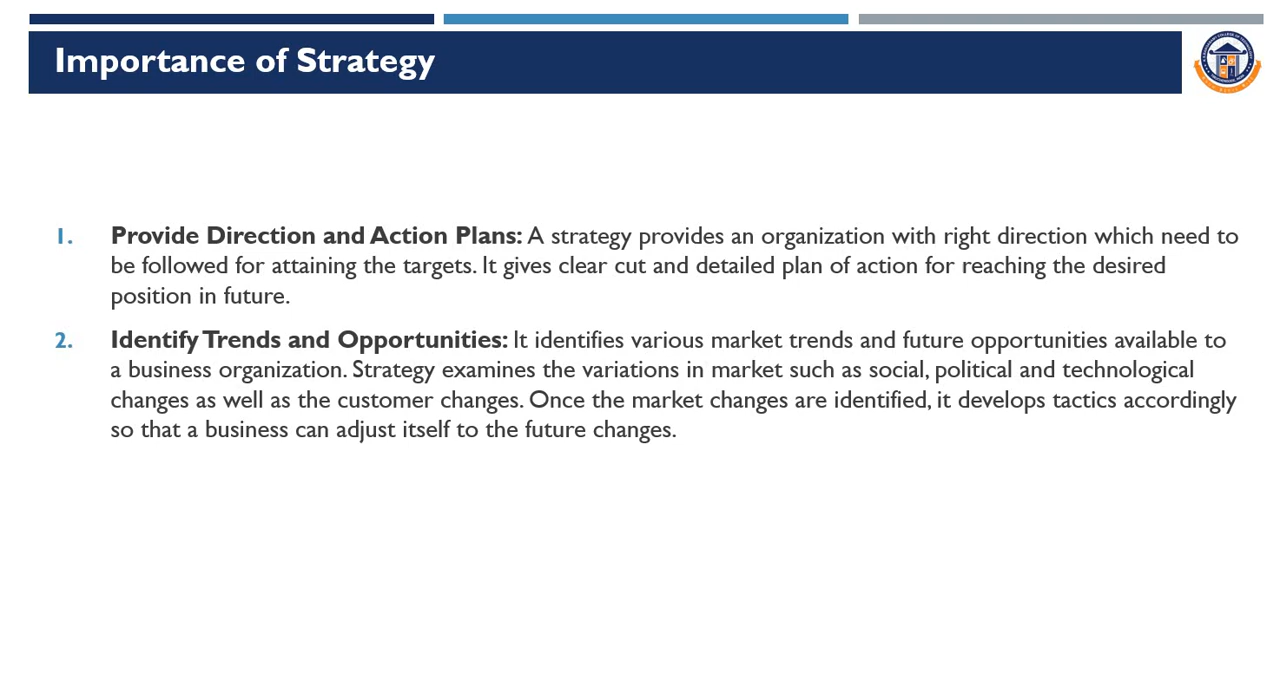 Importance of Strategy
1. Provide Direction and Action Plans: A strategy provides an organization with right direction which need to
be followed for attaining the targets. It gives clear cut and detailed plan of action for reaching the desired
position in future.
2. Identify Trends and Opportunities: It identifies various market trends and future opportunities available to
a business organization. Strategy examines the variations in market such as social, political and technological
changes as well as the customer changes. Once the market changes are identified, it develops tactics accordingly
so that a business can adjust itself to the future changes.